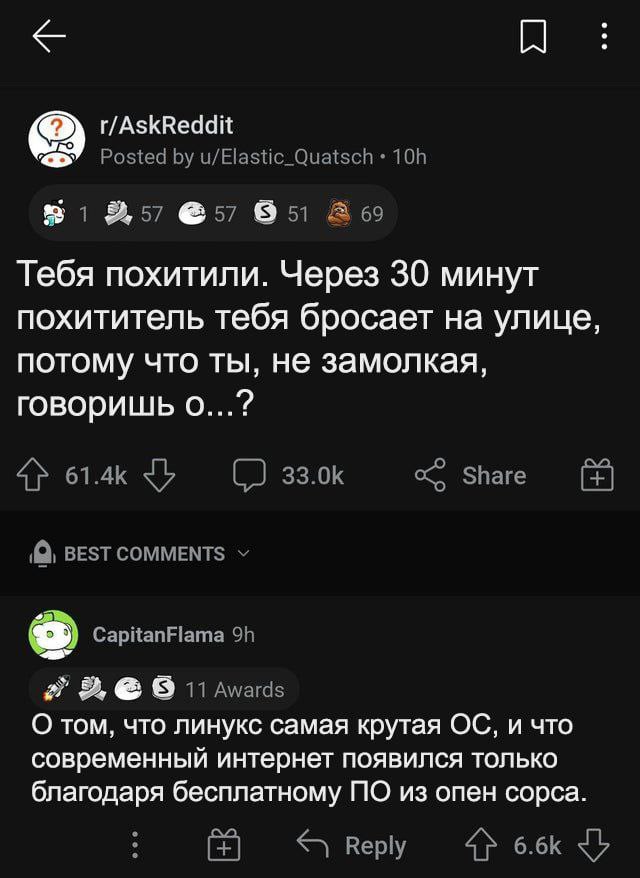 r/AskReddit
Posted by u/Elastic_Quatsch • 10h
1 57 57 51 69
Тебя похитили. Через 30 минут
похититель тебя бросает на улице,
потому что ты, не замолкая,
говоришь о...?
61.4k 33.0k Share
BEST COMMENTS
CapitanFlama 9h
11 Awards
О том, что линукс самая крутая ОС, и что
современный интернет появился только
благодаря бесплатному ПО из опен сорса.
Reply 6.6k